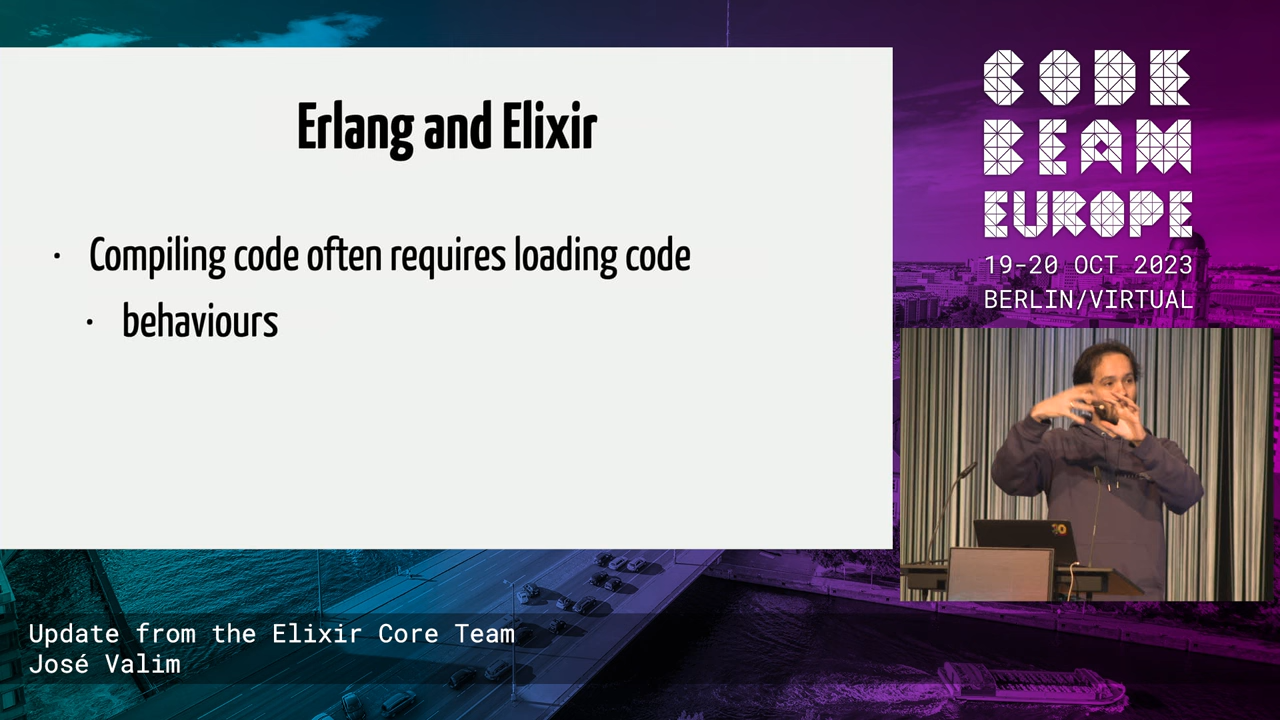 Erlang and Elixir
· Compiling code often requires loading code
· behaviours
CODE
BEAM
EUROPE
19-20 OCT 2023
BERLIN/VIRTUAL
Update from the Elixir Core Team
José Valim